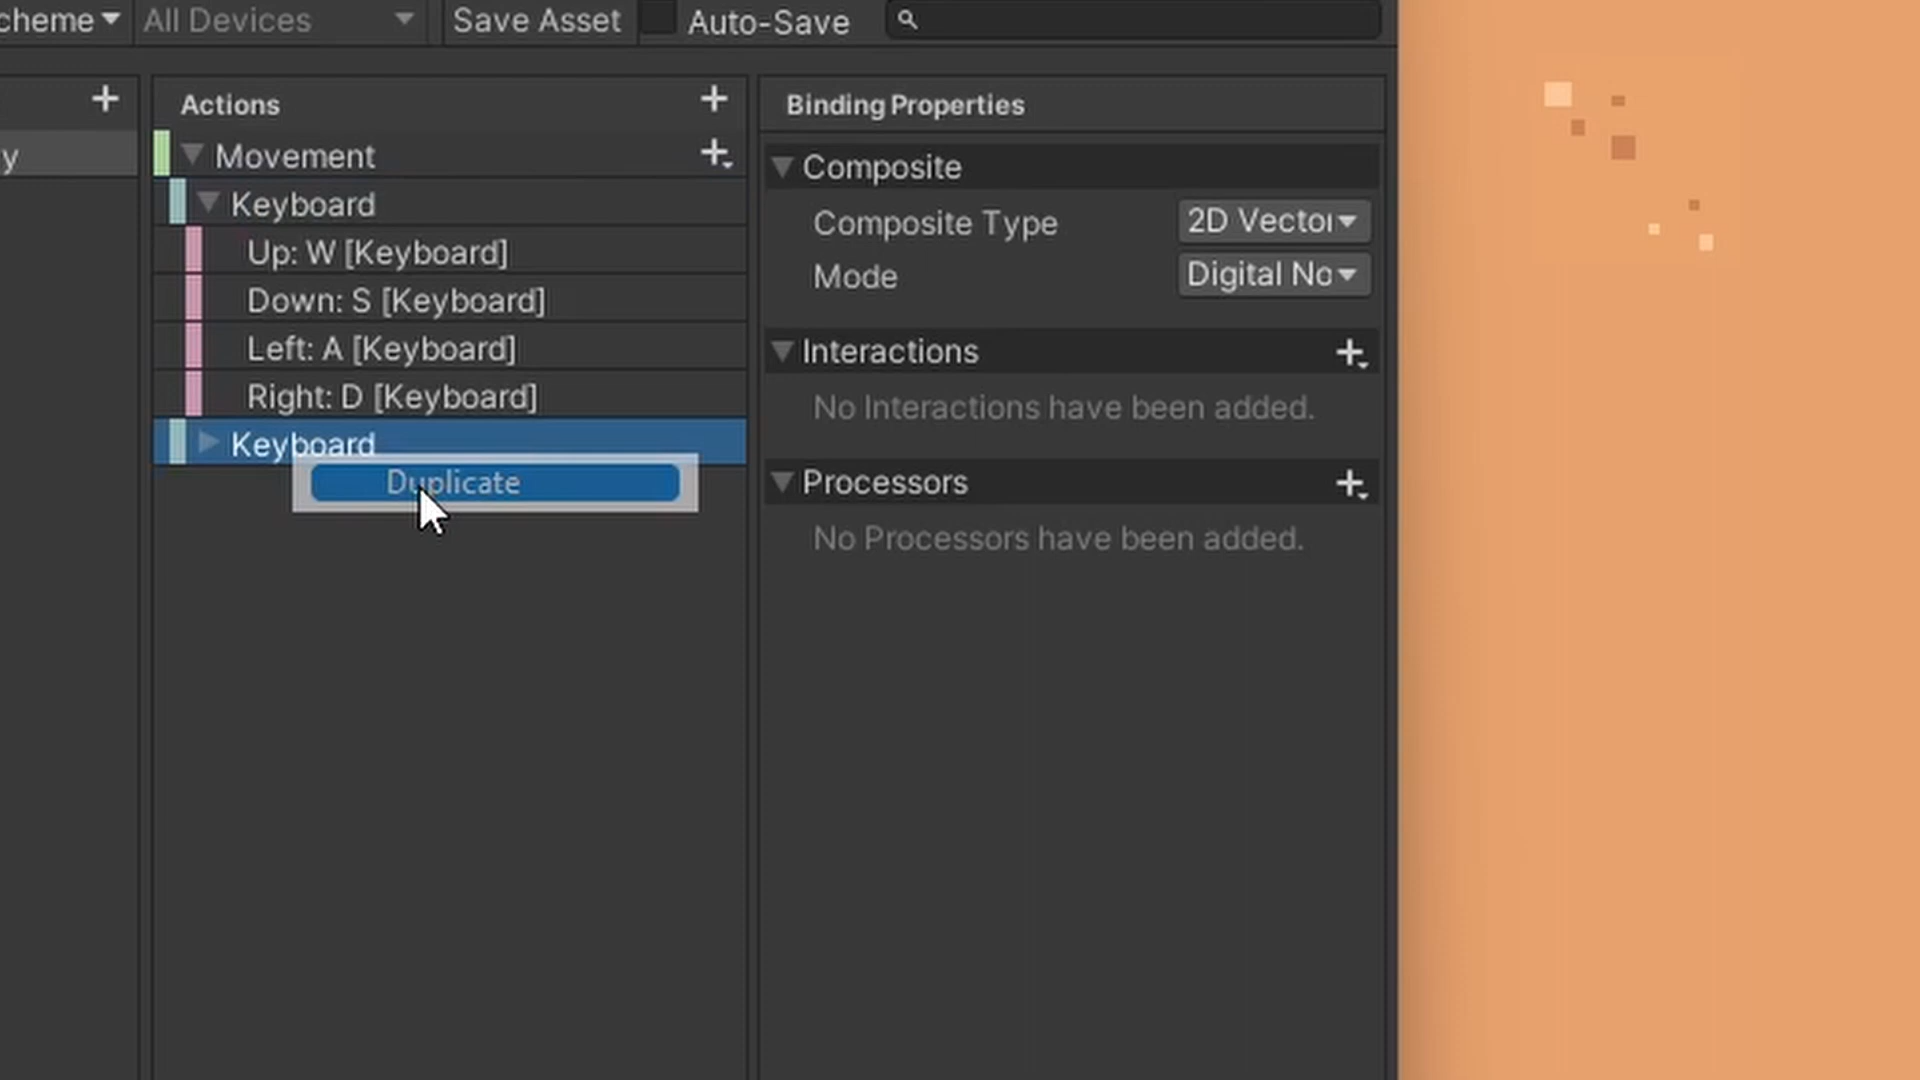 cheme
All Devices
Save Asset
Auto-Save
y
Actions
Movement
Keyboard
Up: W [Keyboard]
Down: S [Keyboard]
Left: A [Keyboard]
Right: D [Keyboard]
Keyboard
Duplicate
Binding Properties
Composite
Composite Type
2D Vector
Mode
Digital No
Interactions
No Interactions have been added.
Processors
No Processors have been added.